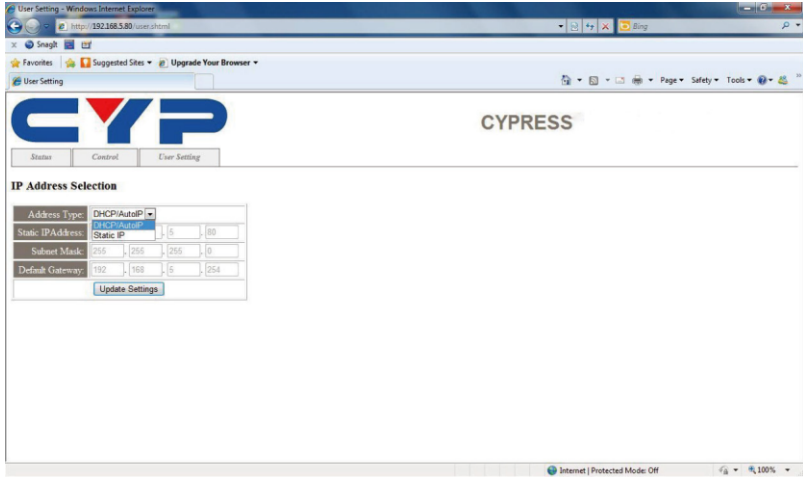 User Setting - Windows Internet Explorer
http://192.168.5.80/user.shtml
Bing
x SnagIt
Favorites Suggested Sites Upgrade Your Browser
User Setting Page Safety Tools
CYP
CYPRESS
Status Control User Setting
IP Address Selection
Address Type: DHCP/AutoIP
DHCP/AutoIP
Static IP
Static IPAddress: . 5 . 80
Subnet Mask: 255 . 255 . 255 . 0
Default Gateway: 192 . 168 . 5 . 254
Update Settings
Internet | Protected Mode: Off 100%